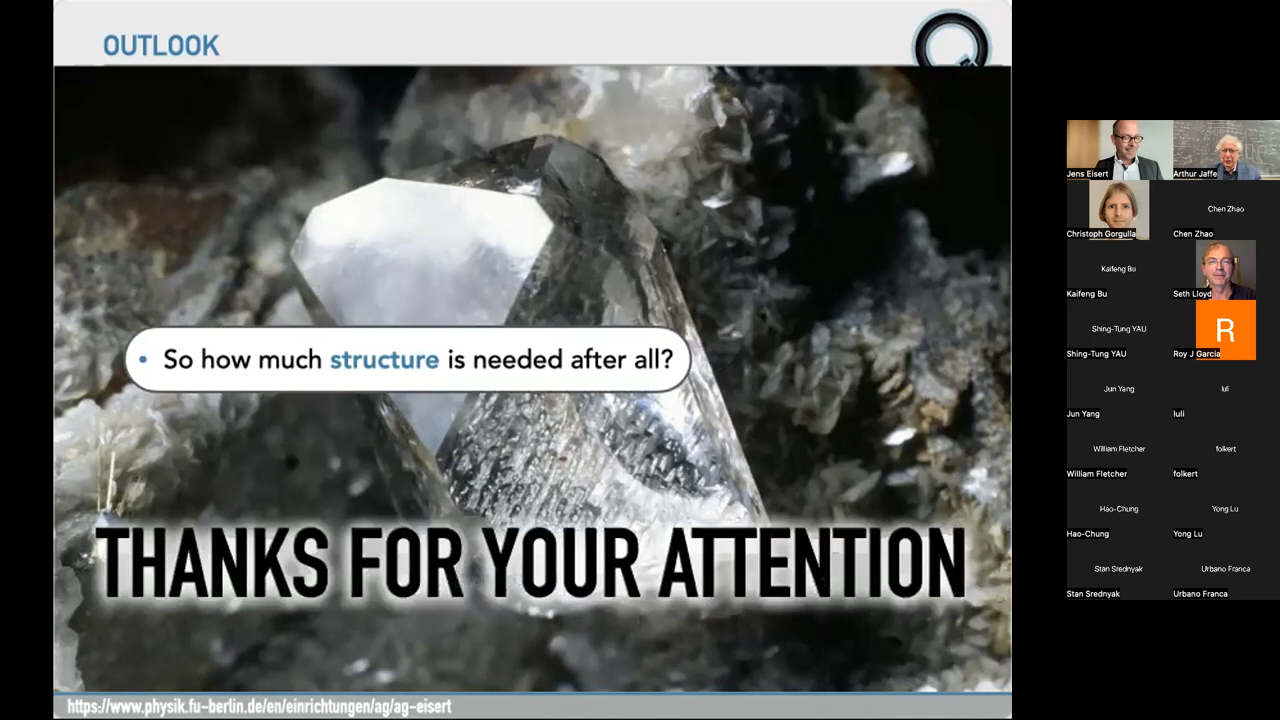 OUTLOOK
• So how much structure is needed after all?
THANKS FOR YOUR ATTENTION
https://www.physik.fu-berlin.de/en/einrichtungen/ag/ag-eisert
Jens Eisert
Arthur Jaffe
Christoph Gorgulla
Chen Zhao
Chen Zhao
Kaifeng Bu
Kaifeng Bu
Seth Lloyd
Shing-Tung YAU
Shing-Tung YAU
R
Roy J Garcia
Jun Yang
Jun Yang
luli
luli
William Fletcher
William Fletcher
folkert
folkert
Hao-Chung
Hao-Chung
Yong Lu
Yong Lu
Stan Srednyak
Stan Srednyak
Urbano Franca
Urbano Franca